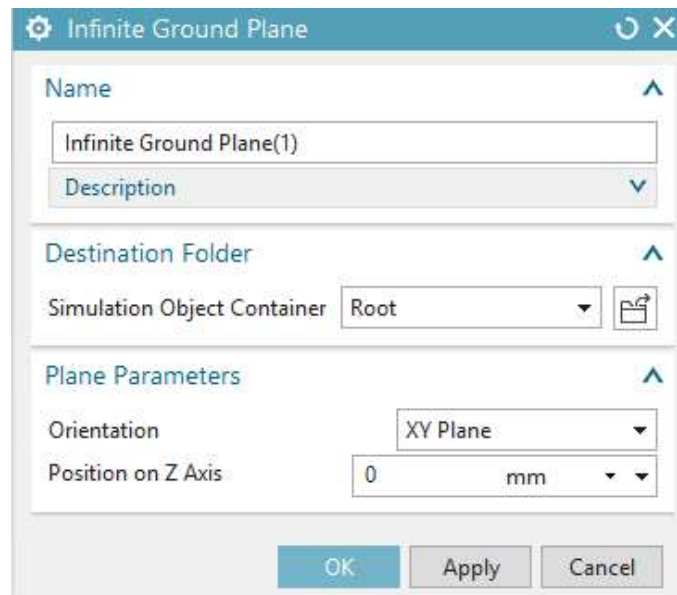 Infinite Ground Plane
Name
Infinite Ground Plane(1)
Description
Destination Folder
Simulation Object Container Root
Plane Parameters
Orientation XY Plane
Position on Z Axis 0 mm
OK Apply Cancel